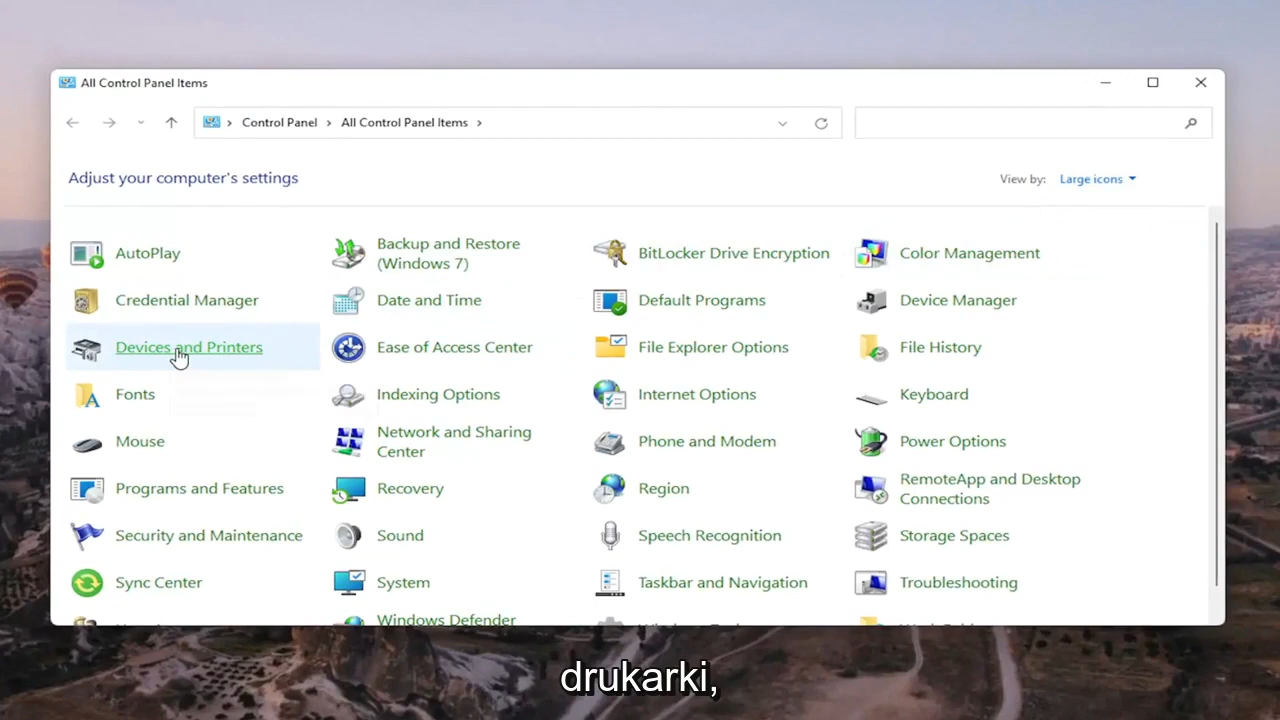 All Control Panel Items
Control Panel > All Control Panel Items >
Adjust your computer's settings
View by: Large icons
AutoPlay
Backup and Restore
(Windows 7)
BitLocker Drive Encryption
Color Management
Credential Manager
Date and Time
Default Programs
Device Manager
Devices and Printers
Ease of Access Center
File Explorer Options
File History
Fonts
Indexing Options
Internet Options
Keyboard
Mouse
Network and Sharing
Center
Phone and Modem
Power Options
Programs and Features
Recovery
Region
RemoteApp and Desktop
Connections
Security and Maintenance
Sound
Speech Recognition
Storage Spaces
Sync Center
System
Taskbar and Navigation
Troubleshooting
Windows Defender
drukarki,